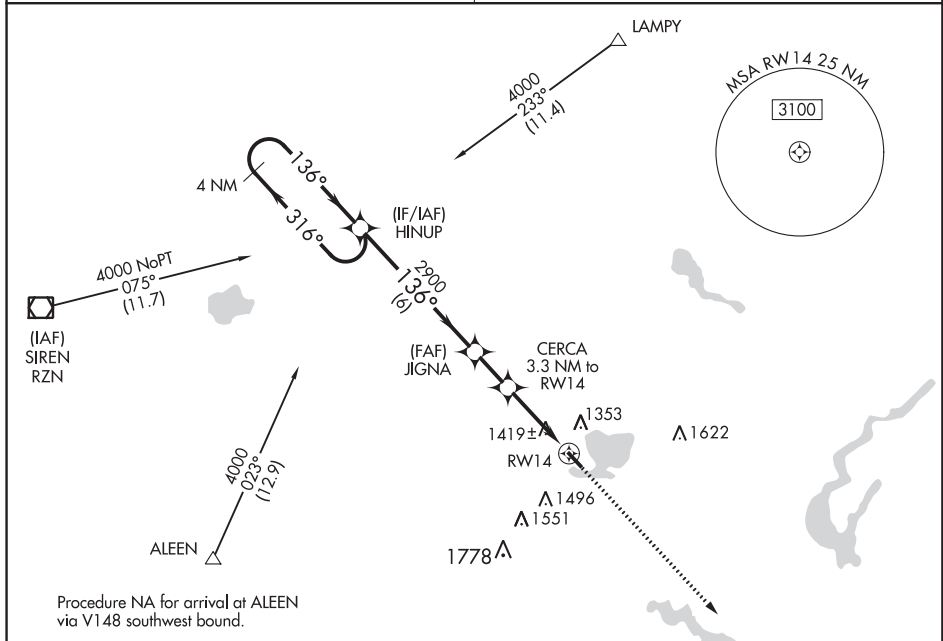 LAMPY
4000
233°
(11.4)
MSA RW14 25 NM
3100
4 NM
136°
316°
(IF/IAF)
HINUP
4000 NoPT
075°
(11.7)
(IAF)
SIREN
RZN
2900
136°
(6)
(FAF)
JIGNA
CERCA
3.3 NM to
RW14
1419±
1353
1622
RW14
1496
1551
1778
4000
023°
(12.9)
ALEEN
Procedure NA for arrival at ALEEN
via V148 southwest bound.